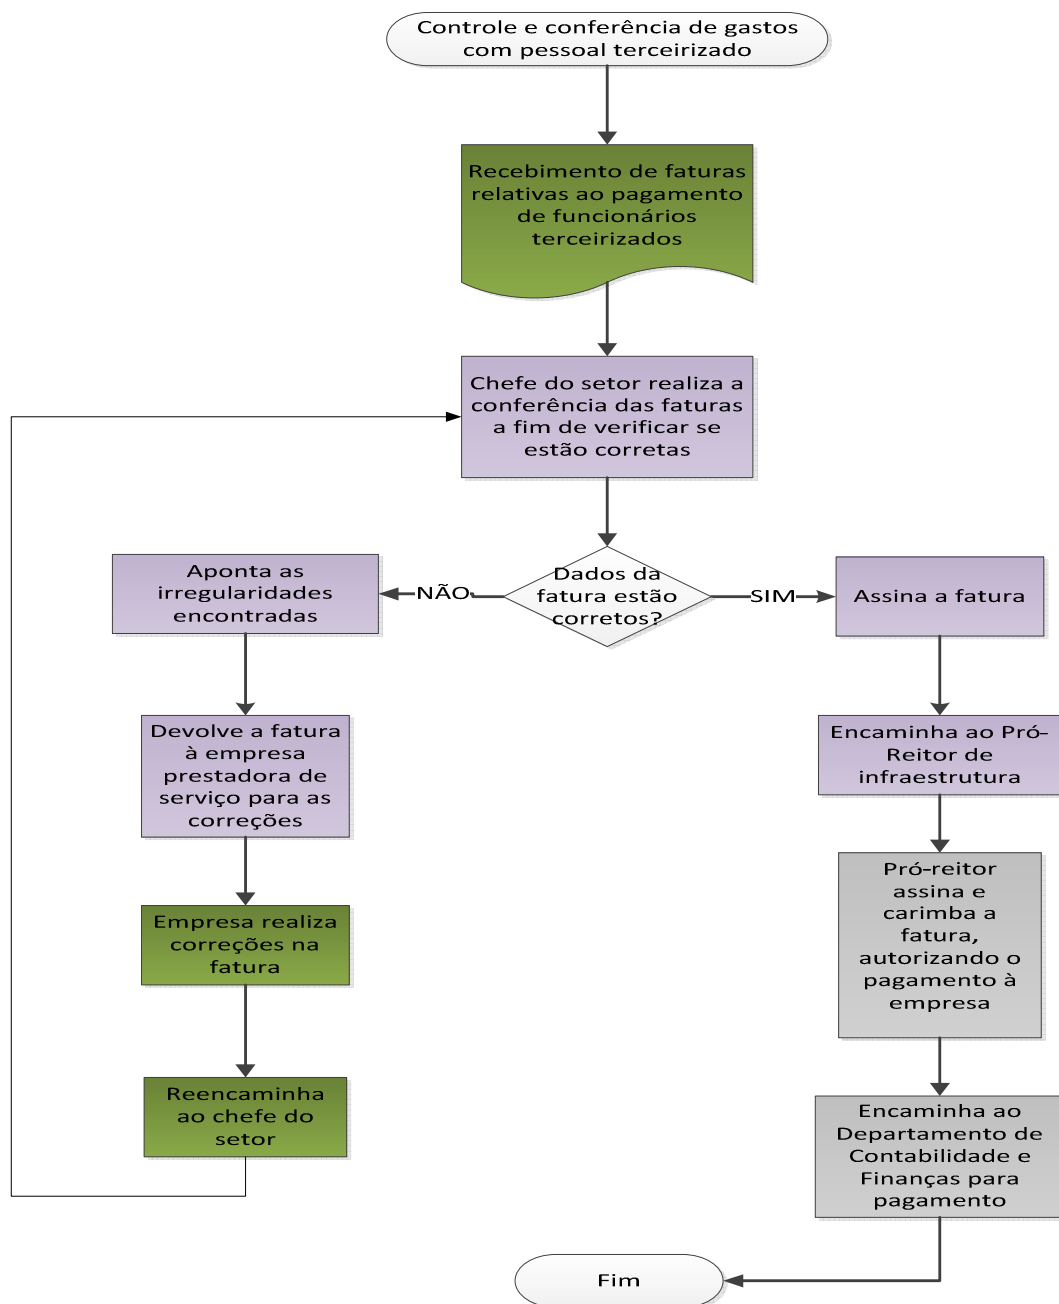 Controle e conferência de gastos
com pessoal terceirizado
Recebimento de faturas
relativas ao pagamento
de funcionários
terceirizados
Chefe do setor realiza a
conferência das faturas
a fim de verificar se
estão corretas
Dados da
fatura estão
corretos?
NÃO
SIM
Aponta as
irregularidades
encontradas
Devolve a fatura
à empresa
prestadora de
serviço para as
correções
Empresa realiza
correções na
fatura
Reencaminha
ao chefe do
setor
Assina a fatura
Encaminha ao Pró-
Reitor de
infraestrutura
Pró-reitor
assina e
carimba a
fatura,
autorizando o
pagamento à
empresa
Encaminha ao
Departamento de
Contabilidade e
Finanças para
pagamento
Fim